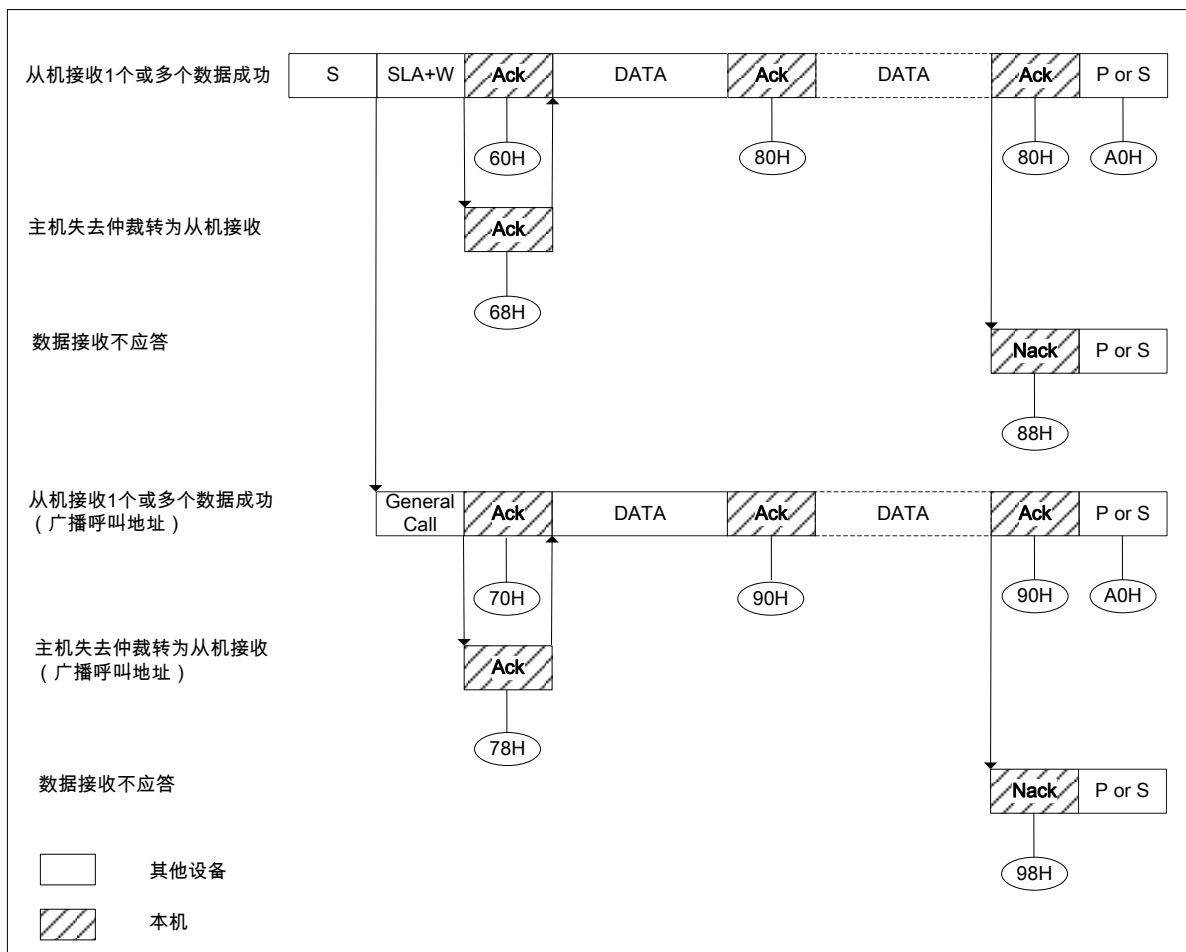 从机接收1个或多个数据成功
S SLA+W Ack DATA Ack DATA Ack P or S
60H 80H 80H A0H
主机失去仲裁转为从机接收
Ack
68H
数据接收不应答
Nack P or S
88H
从机接收1个或多个数据成功
（广播呼叫地址）
General
Call
Ack DATA Ack DATA Ack P or S
70H 90H 90H A0H
主机失去仲裁转为从机接收
（广播呼叫地址）
Ack
78H
数据接收不应答
Nack P or S
98H
其他设备
本机